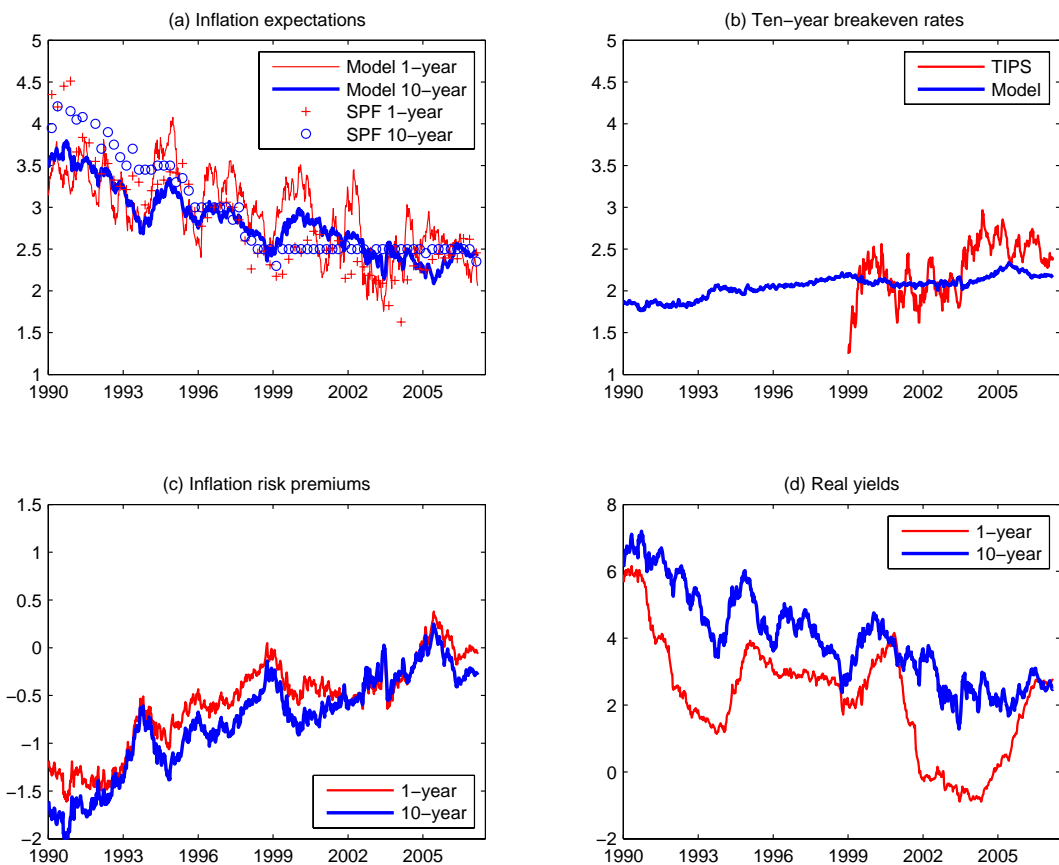 (a) Inflation expectations
5
4.5
4
3.5
3
2.5
2
1.5
1
1990 1993 1996 1999 2002 2005
Model 1−year
Model 10−year
SPF 1−year
SPF 10−year
(b) Ten−year breakeven rates
5
4.5
4
3.5
3
2.5
2
1.5
1
1990 1993 1996 1999 2002 2005
TIPS
Model
(c) Inflation risk premiums
1.5
1
0.5
0
−0.5
−1
−1.5
−2
1990 1993 1996 1999 2002 2005
1−year
10−year
(d) Real yields
8
6
4
2
0
−2
1990 1993 1996 1999 2002 2005
1−year
10−year